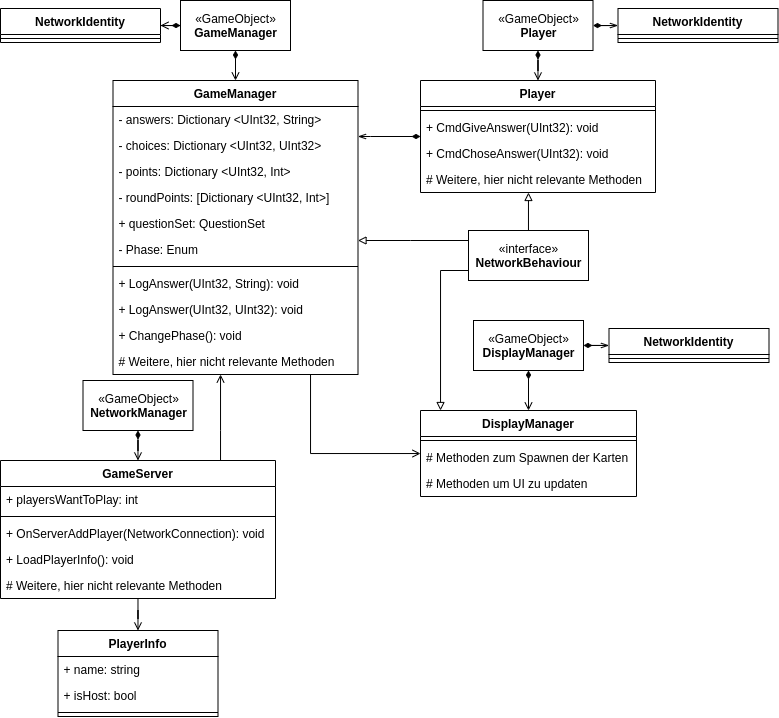 NetworkIdentity
«GameObject»
GameManager
«GameObject»
Player
NetworkIdentity
GameManager
- answers: Dictionary <UInt32, String>
- choices: Dictionary <UInt32, UInt32>
- points: Dictionary <UInt32, Int>
- roundPoints: [Dictionary <UInt32, Int>]
+ questionSet: QuestionSet
- Phase: Enum
+ LogAnswer(UInt32, String): void
+ LogAnswer(UInt32, UInt32): void
+ ChangePhase(): void
# Weitere, hier nicht relevante Methoden
Player
+ CmdGiveAnswer(UInt32): void
+ CmdChoseAnswer(UInt32): void
# Weitere, hier nicht relevante Methoden
«interface»
NetworkBehaviour
«GameObject»
DisplayManager
NetworkIdentity
DisplayManager
# Methoden zum Spawnen der Karten
# Methoden um UI zu updaten
«GameObject»
NetworkManager
GameServer
+ playersWantToPlay: int
+ OnServerAddPlayer(NetworkConnection): void
+ LoadPlayerInfo(): void
# Weitere, hier nicht relevante Methoden
PlayerInfo
+ name: string
+ isHost: bool